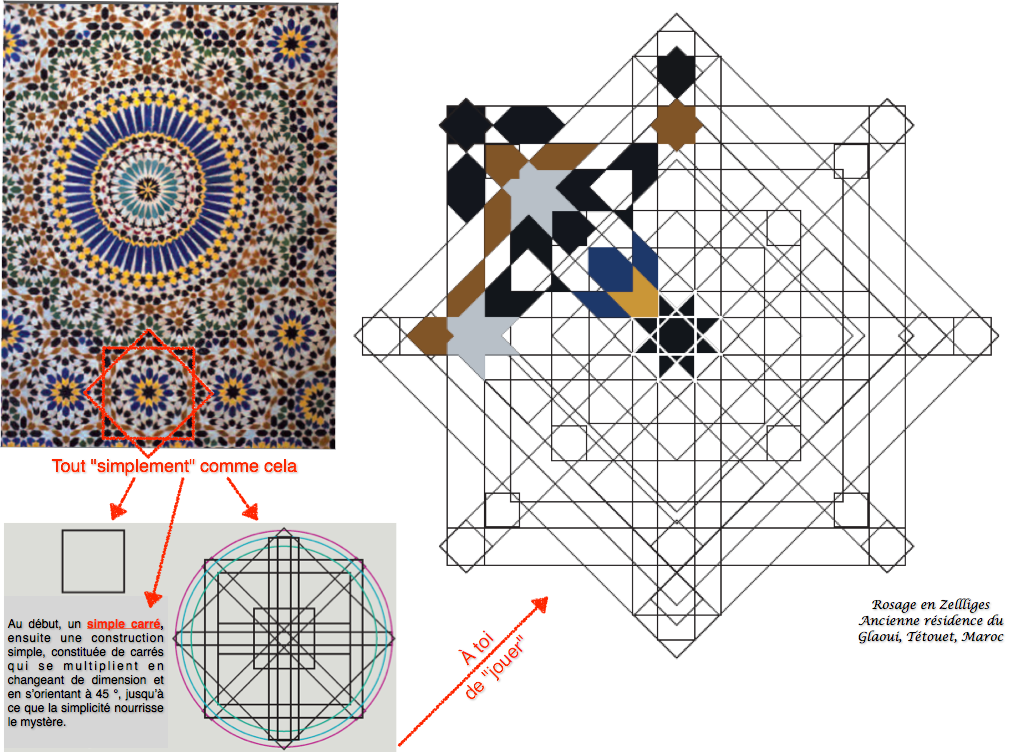 Tout "simplement" comme cela
Au début, un simple carré,
ensuite une construction
simple, constituée de carrés
qui se multiplient en
changeant de dimension et
en s'orientant à 45 °, jusqu'à
ce que la simplicité nourrisse
le mystère.
À toi
de "jouer"
Rosage en Zellliges
Ancienne résidence du
Glaoui, Tétouet, Maroc